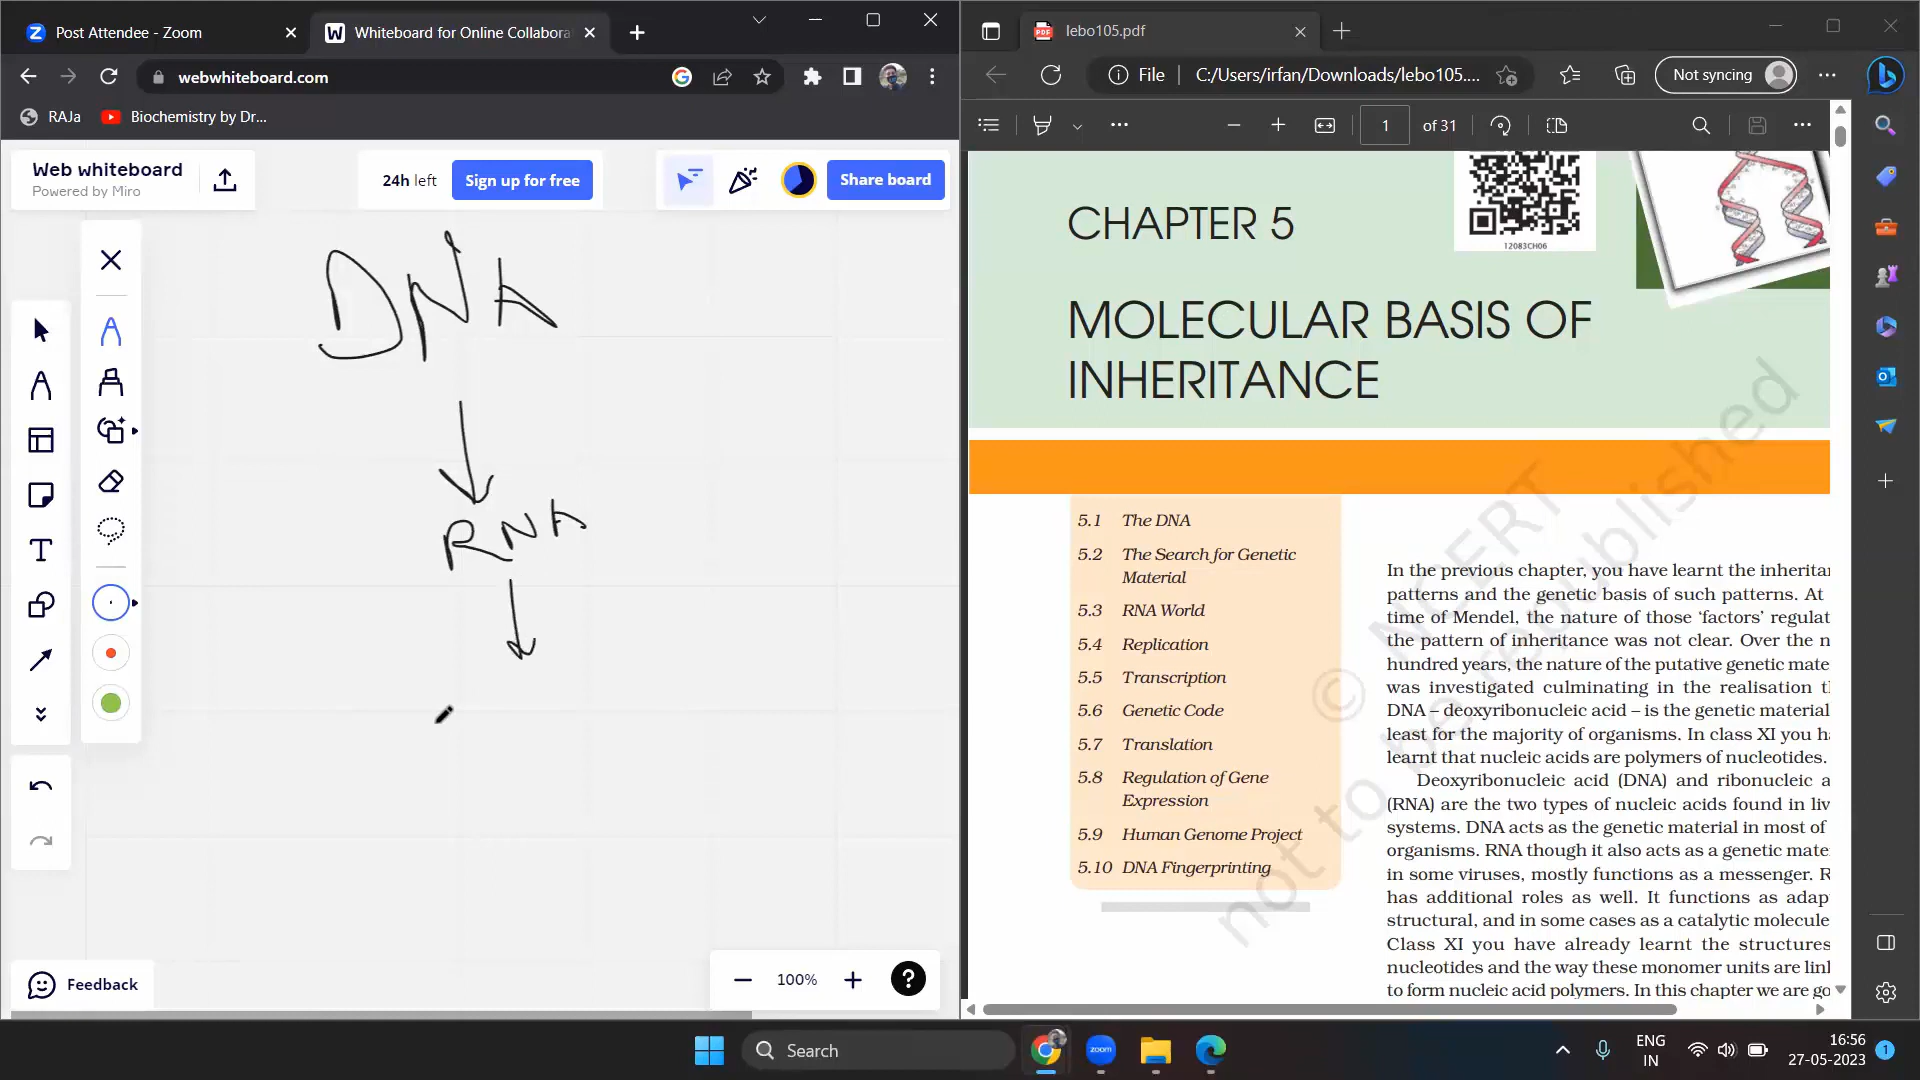 Post Attendee - Zoom
Whiteboard for Online Collabora
webwhiteboard.com
RAJa
Biochemistry by Dr...
Web whiteboard
Powered by Miro
24h left
Sign up for free
Share board
DNA
RNA
Feedback
100%
lebo105.pdf
File
C:/Users/irfan/Downloads/lebo105....
Not syncing
1 of 31
12083CH06
CHAPTER 5
MOLECULAR BASIS OF
INHERITANCE
5.1 The DNA
5.2 The Search for Genetic
Material
5.3 RNA World
5.4 Replication
5.5 Transcription
5.6 Genetic Code
5.7 Translation
5.8 Regulation of Gene
Expression
5.9 Human Genome Project
5.10 DNA Fingerprinting
In the previous chapter, you have learnt the inherita
patterns and the genetic basis of such patterns. At
time of Mendel, the nature of those ‘factors’ regulat
the pattern of inheritance was not clear. Over the n
hundred years, the nature of the putative genetic mate
was investigated culminating in the realisation t
DNA – deoxyribonucleic acid – is the genetic material
least for the majority of organisms. In class XI you ha
learnt that nucleic acids are polymers of nucleotides.
Deoxyribonucleic acid (DNA) and ribonucleic a
(RNA) are the two types of nucleic acids found in liv
systems. DNA acts as the genetic material in most of
organisms. RNA though it also acts as a genetic mate
in some viruses, mostly functions as a messenger. R
has additional roles as well. It functions as adap
structural, and in some cases as a catalytic molecule
Class XI you have already learnt the structures
nucleotides and the way these monomer units are linl
to form nucleic acid polymers. In this chapter we are go
© NCERT
not to be republished
Search
zoom
ENG
IN
16:56
27-05-2023
1